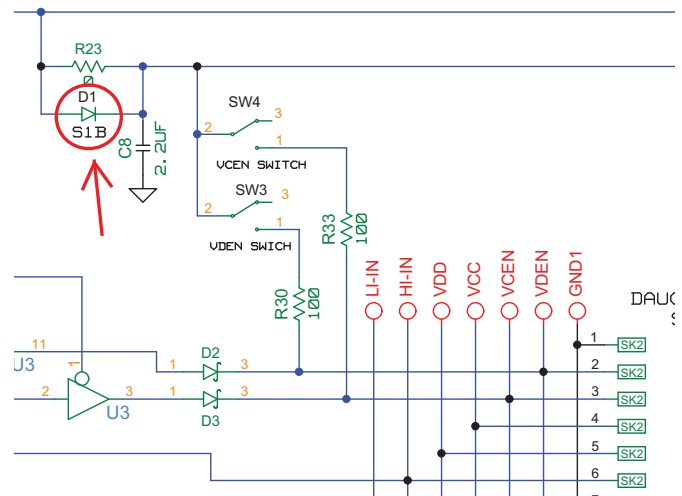 R23
0
D1
S1B
C8
2.2UF
SW4
3
2
1
VCEN SWITCH
SW3
3
2
1
VDEN SWICH
R33
100
R30
100
LI-IN
HI-IN
VDD
VCC
VCEN
VDEN
GND1
DAUG
S
1
SK2
11
U3
1
D2
3
2
SK2
1
2
3
U3
1
D3
3
3
SK2
4
SK2
5
SK2
6
SK2